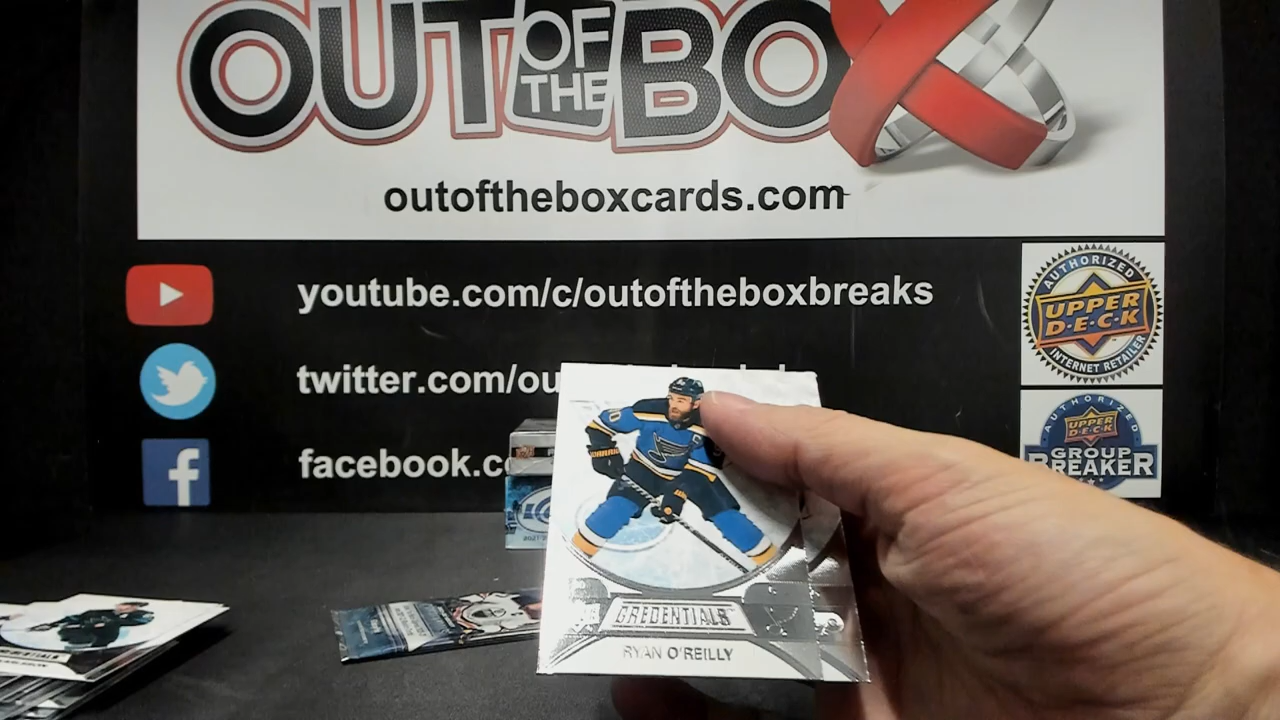 OUT OF THE BOX
outoftheboxcards.com
youtube.com/c/outoftheboxbreaks
twitter.com/ou
facebook.c
AUTHORIZED
UPPER
D·E·C·K
INTERNET RETAILER
AUTHORIZED
UPPER
DECK
GROUP
BREAKER
CREDENTIALS
RYAN O'REILLY